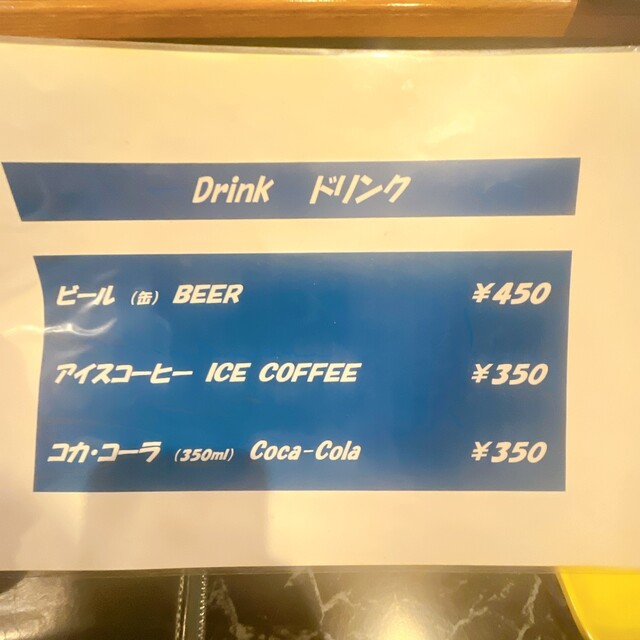 Drink ドリンク
ビール (缶) BEER ¥450
アイスコーヒー ICE COFFEE ¥350
コカ・コーラ (350ml) Coca-Cola ¥350